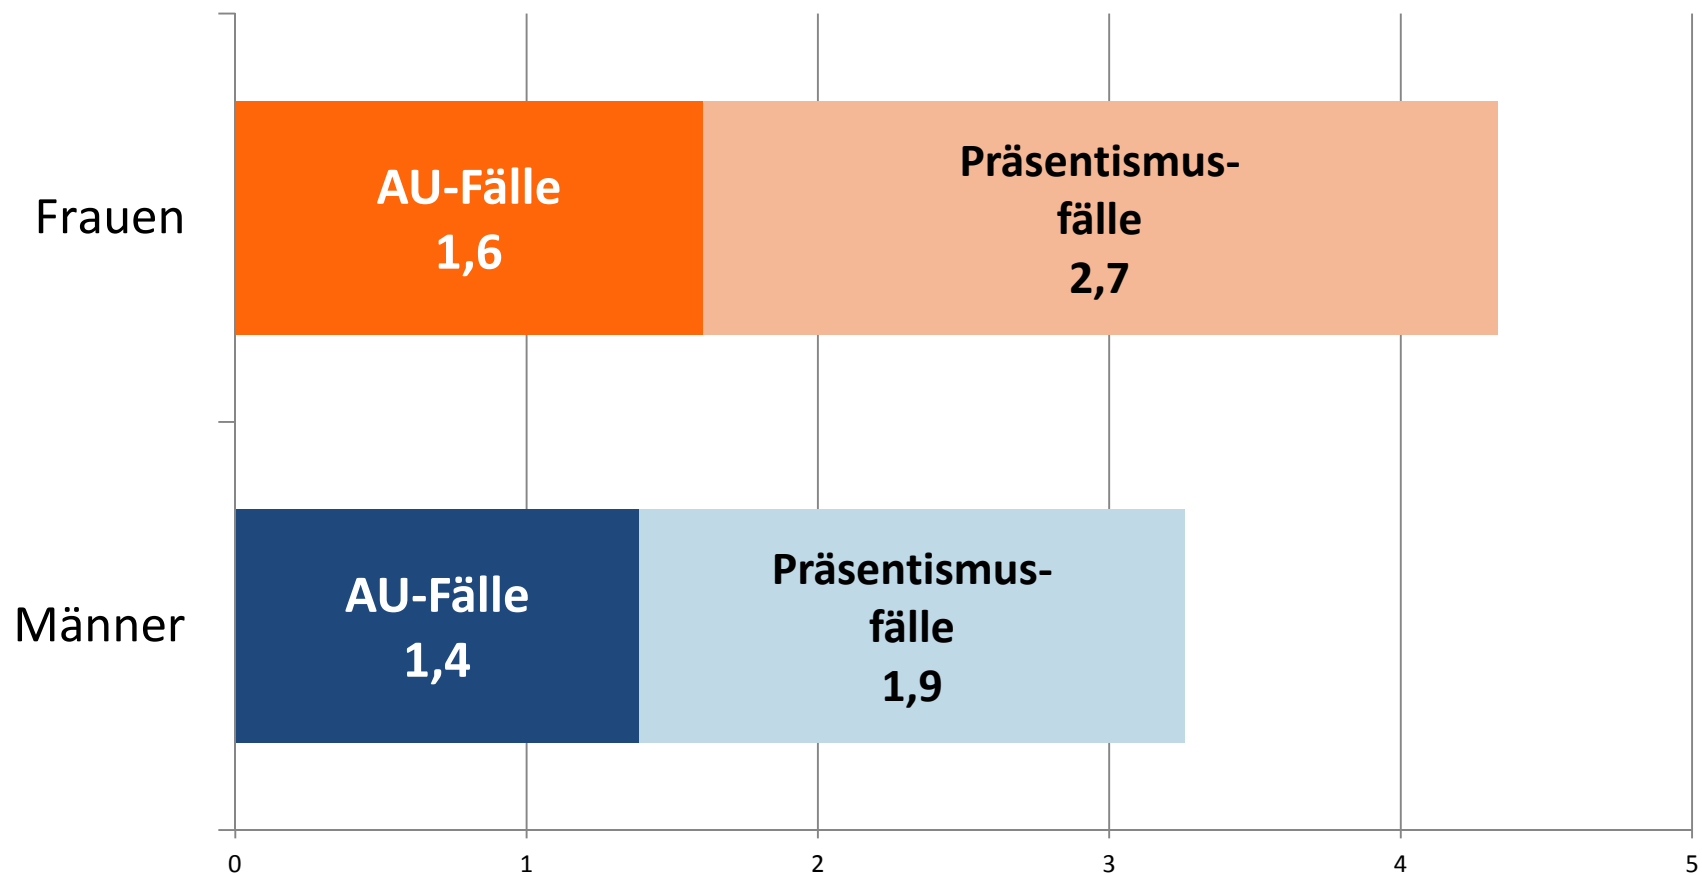 Frauen
AU-Fälle
1,6
Präsentismus-
fälle
2,7
Männer
AU-Fälle
1,4
Präsentismus-
fälle
1,9
0 1 2 3 4 5